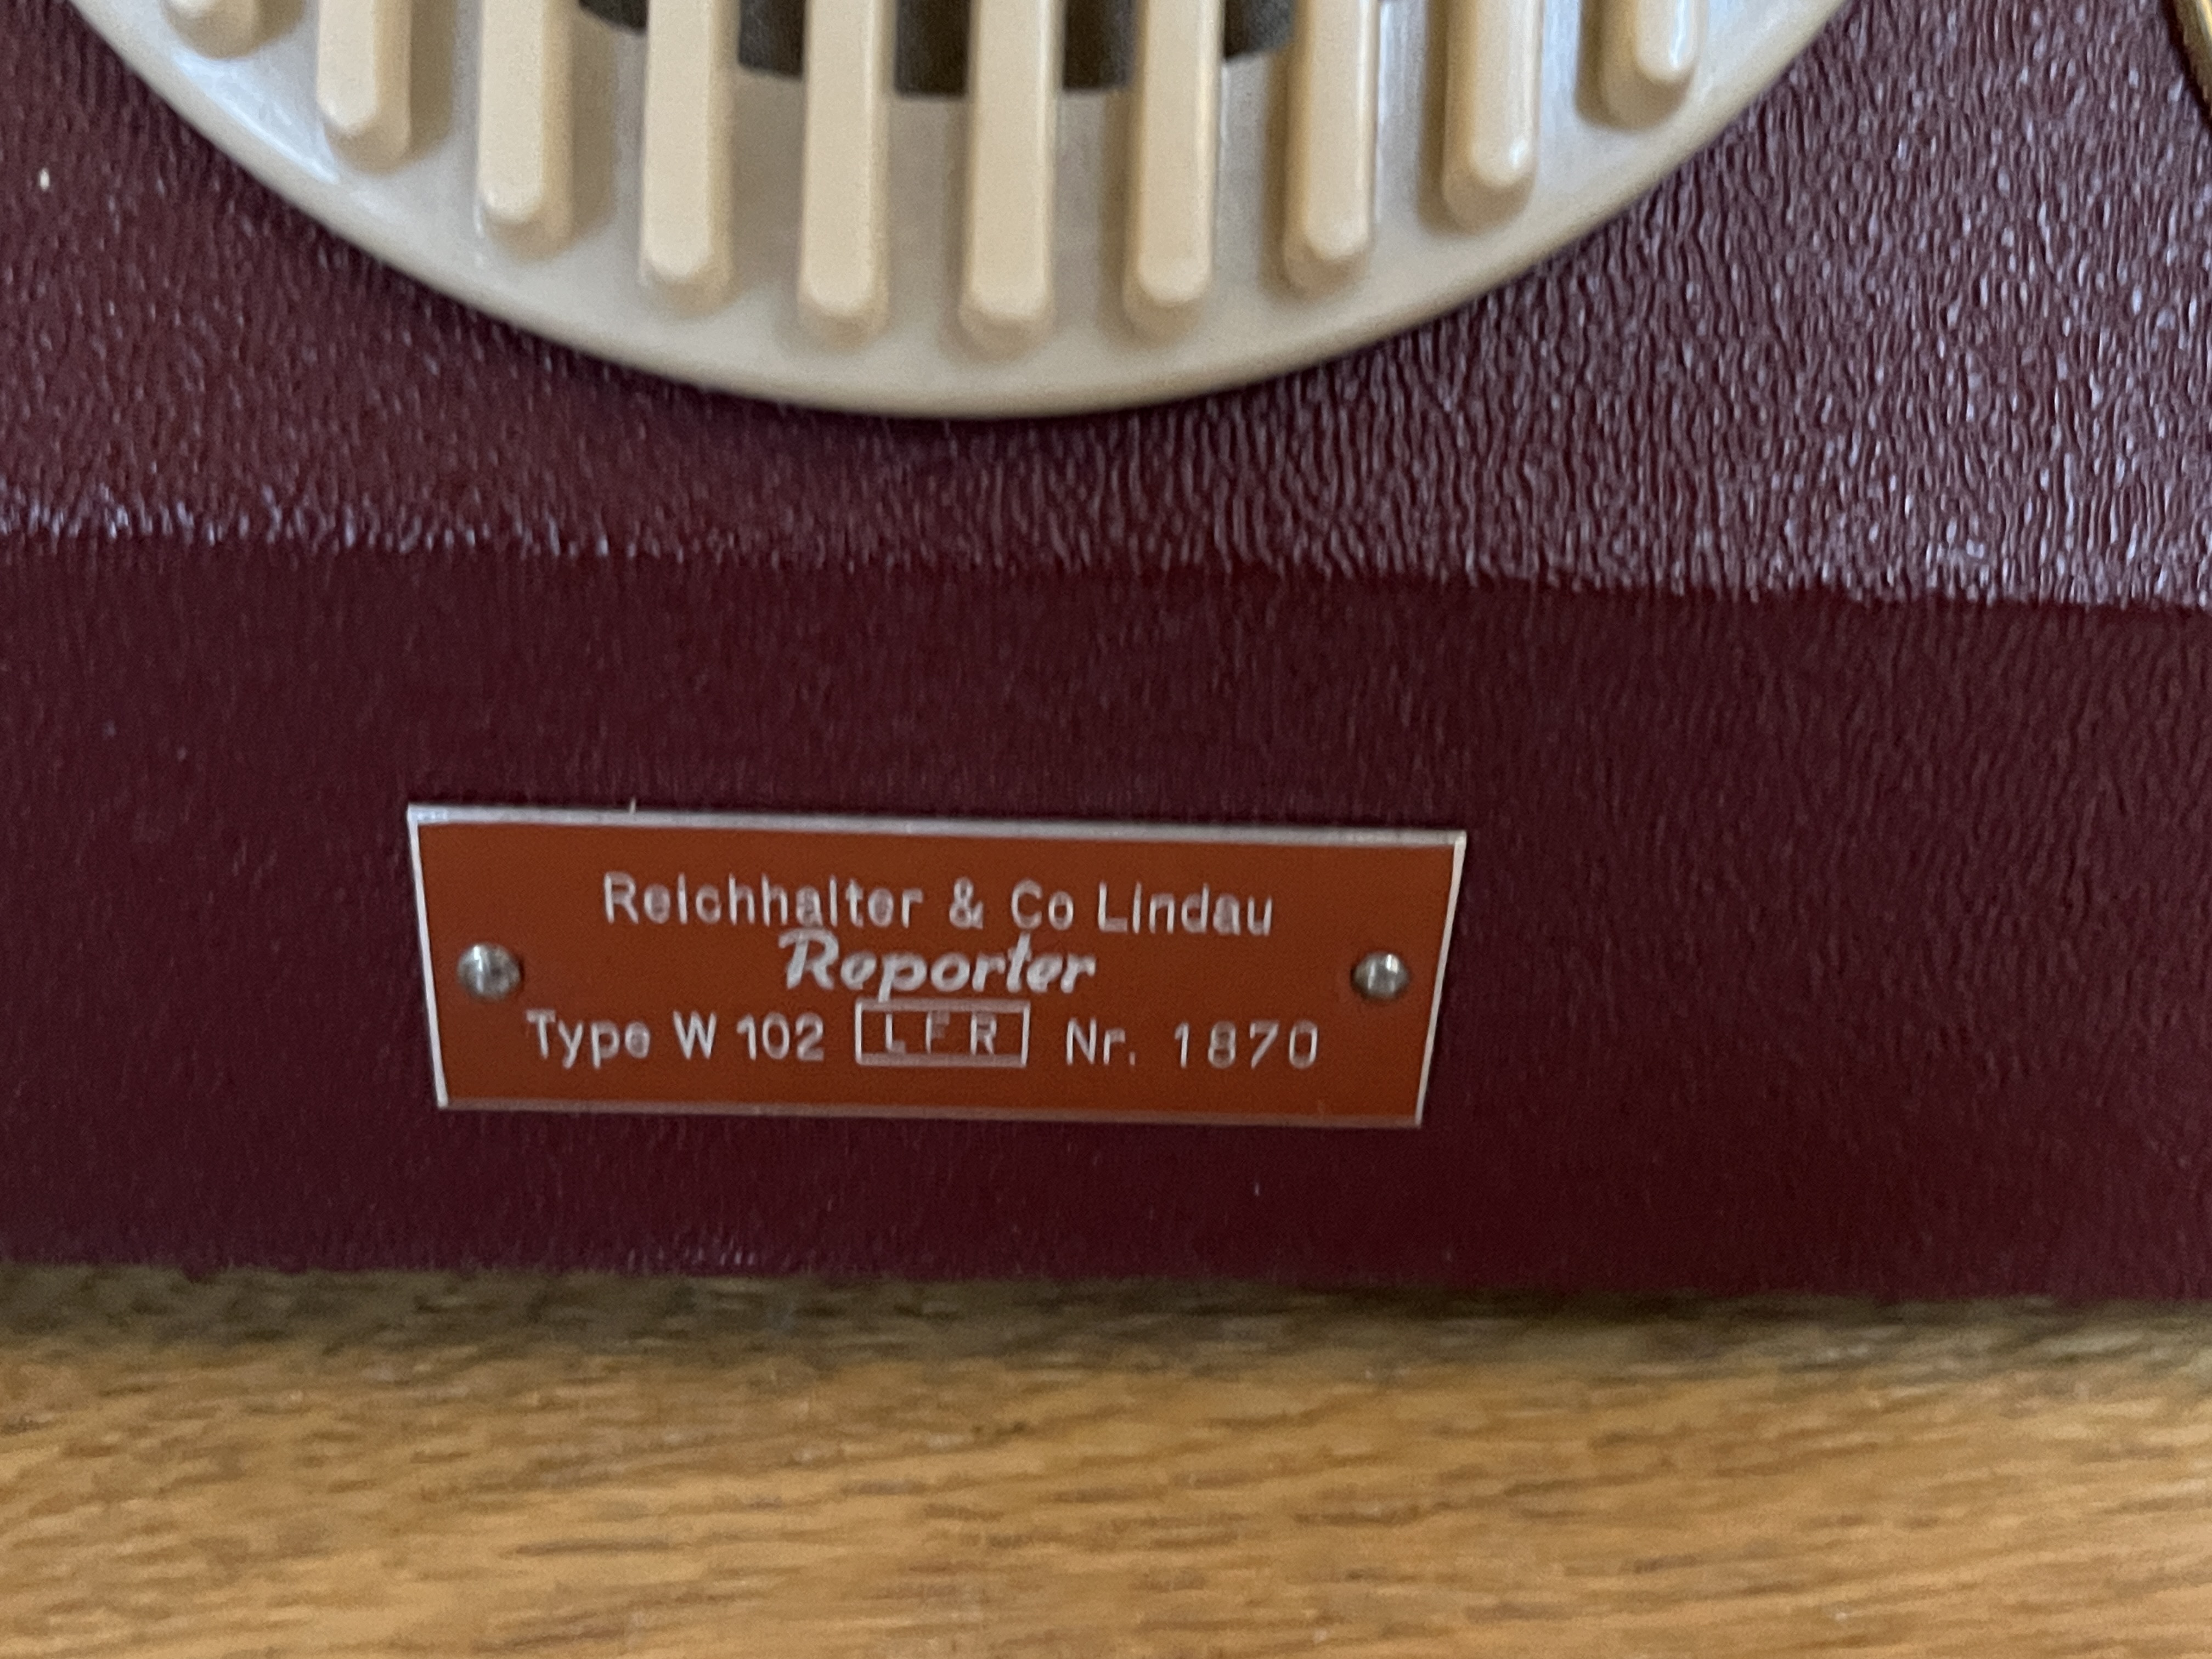 Reichhalter & Co Lindau
Reporter
Type W 102 LFR Nr. 1870